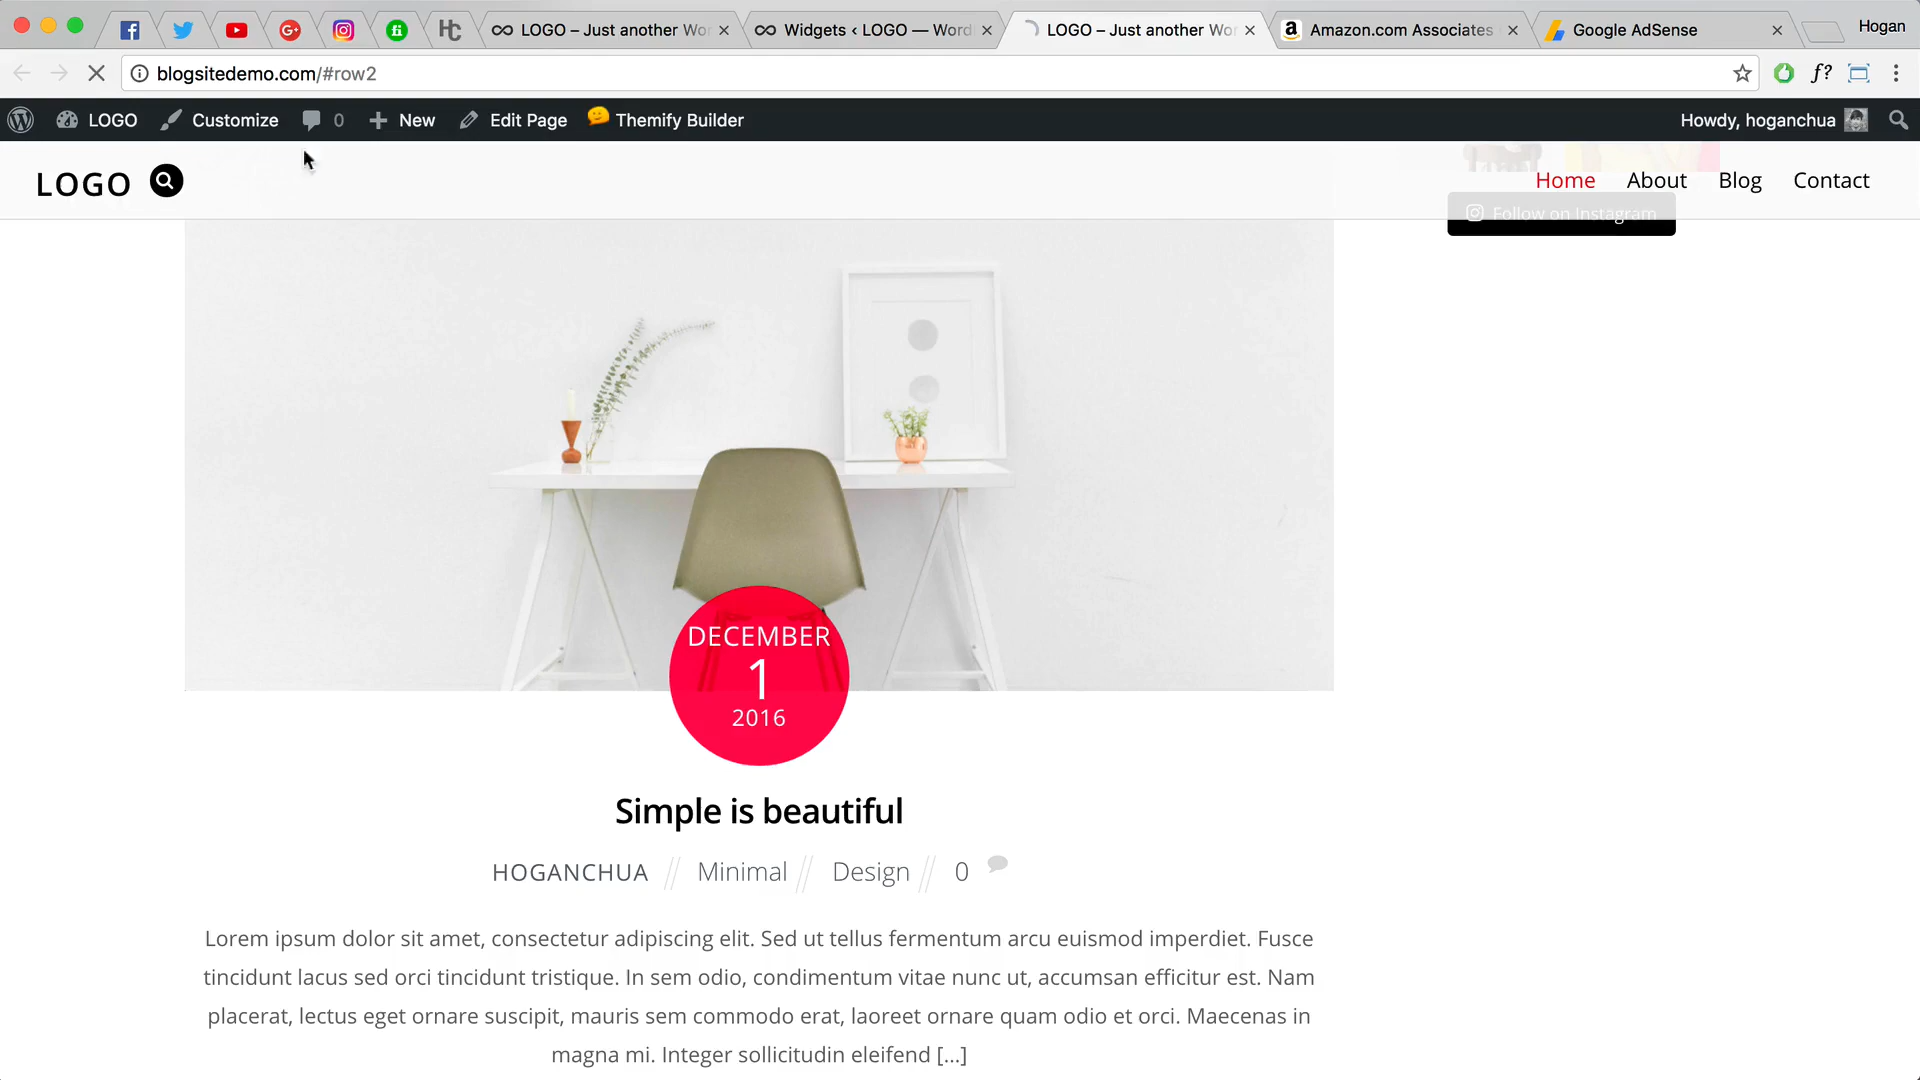 LOGO – Just another Wor
Widgets ‹ LOGO — Word
LOGO – Just another Wor
Amazon.com Associates
Google AdSense
Hogan
blogsitedemo.com/#row2
f?
LOGO
Customize
0
New
Edit Page
Themify Builder
Howdy, hoganchua
LOGO
Home
About
Blog
Contact
Follow on Instagram
DECEMBER
1
2016
Simple is beautiful
HOGANCHUA // Minimal // Design // 0
Lorem ipsum dolor sit amet, consectetur adipiscing elit. Sed ut tellus fermentum arcu euismod imperdiet. Fusce
tincidunt lacus sed orci tincidunt tristique. In sem odio, condimentum vitae nunc ut, accumsan efficitur est. Nam
placerat, lectus eget ornare suscipit, mauris sem commodo erat, laoreet ornare quam odio et orci. Maecenas in
magna mi. Integer sollicitudin eleifend [...]